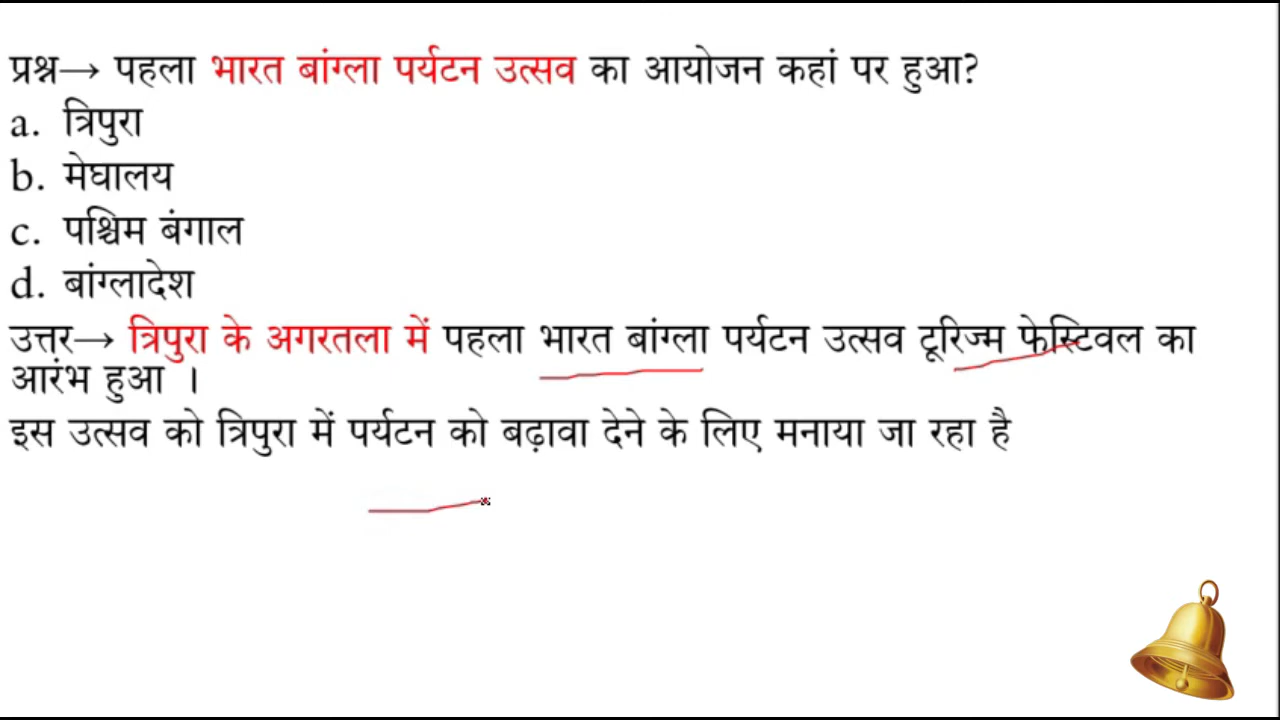 प्रश्न→ पहला भारत बांग्ला पर्यटन उत्सव का आयोजन कहां पर हुआ?
a. त्रिपुरा
b. मेघालय
c. पश्चिम बंगाल
d. बांग्लादेश
उत्तर→ त्रिपुरा के अगरतला में पहला भारत बांग्ला पर्यटन उत्सव टूरिज्म फेस्टिवल का
आरंभ हुआ ।
इस उत्सव को त्रिपुरा में पर्यटन को बढ़ावा देने के लिए मनाया जा रहा है